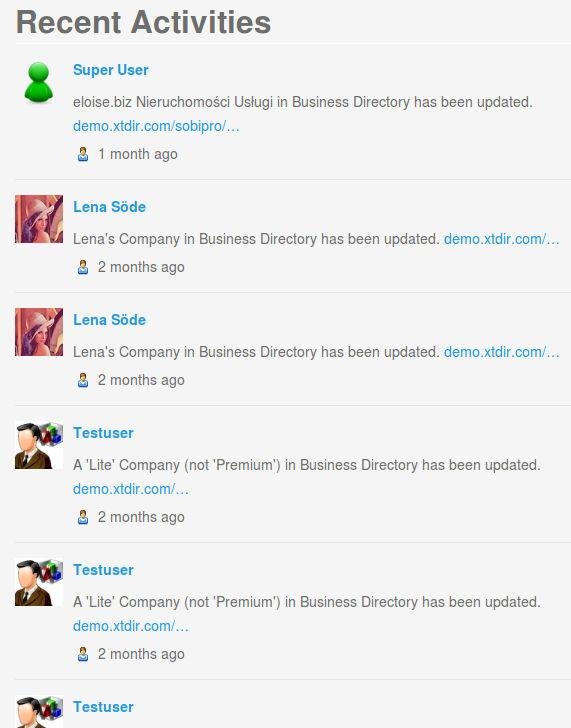 Recent Activities
Super User
eloise.biz Nieruchomości Usługi in Business Directory has been updated.
demo.xtdir.com/sobipro/…
1 month ago
Lena Söde
Lena's Company in Business Directory has been updated. demo.xtdir.com/…
2 months ago
Lena Söde
Lena's Company in Business Directory has been updated. demo.xtdir.com/…
2 months ago
Testuser
A 'Lite' Company (not 'Premium') in Business Directory has been updated.
demo.xtdir.com/…
2 months ago
Testuser
A 'Lite' Company (not 'Premium') in Business Directory has been updated.
demo.xtdir.com/…
2 months ago
Testuser